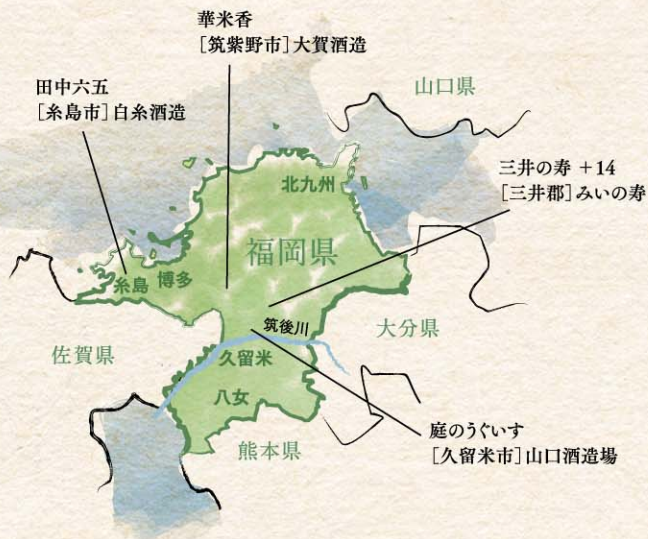 華米香
[筑紫野市]大賀酒造
田中六五
[糸島市]白糸酒造
山口県
三井の寿 +14
[三井郡]みいの寿
北九州
福岡県
糸島
博多
佐賀県
筑後川
大分県
久留米
八女
熊本県
庭のうぐいす
[久留米市]山口酒造場